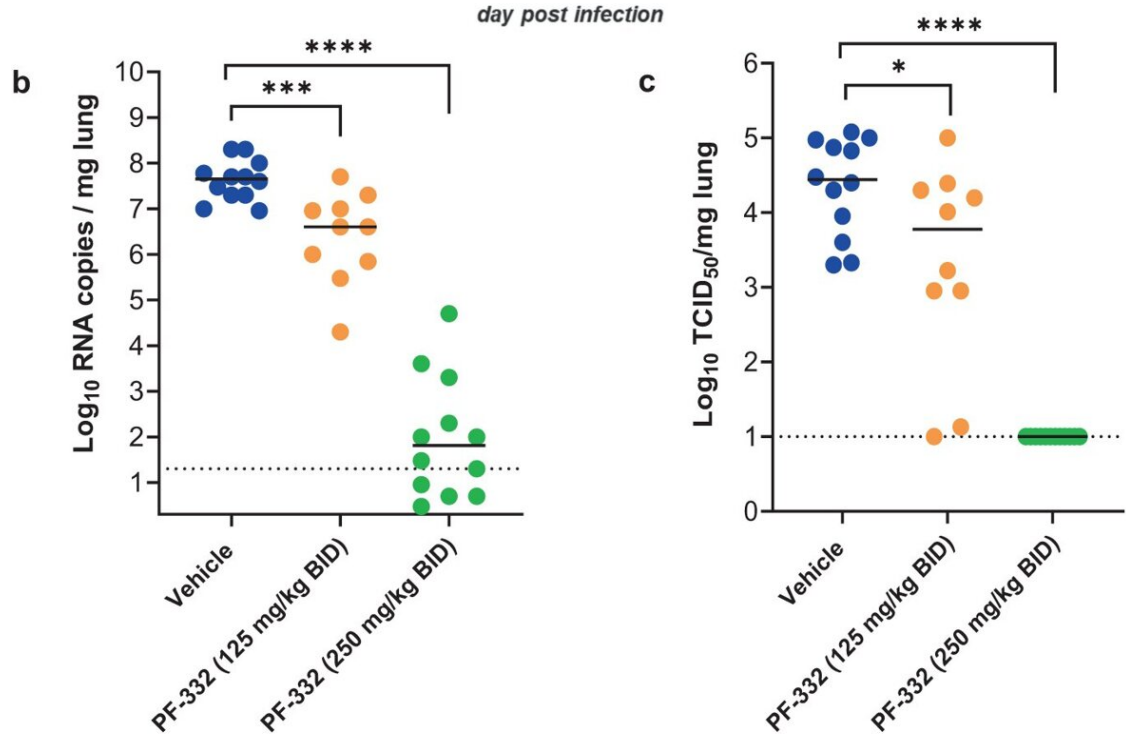 day post infection
b
****
***
Log10 RNA copies / mg lung
10
9
8
7
6
5
4
3
2
1
Vehicle
PF-332 (125 mg/kg BID)
PF-332 (250 mg/kg BID)
c
****
*
Log10 TCID50/mg lung
6
5
4
3
2
1
0
Vehicle
PF-332 (125 mg/kg BID)
PF-332 (250 mg/kg BID)